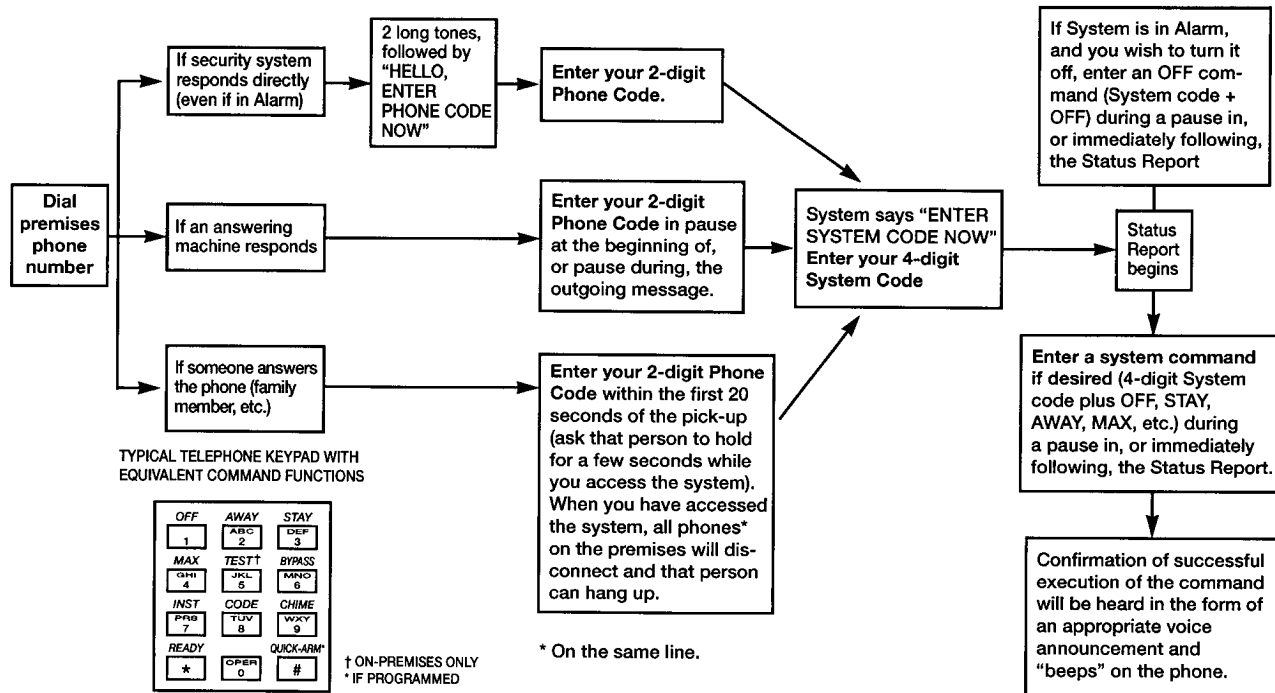 Dial
premises
phone
number
If security system
responds directly
(even if in Alarm)
2 long tones,
followed by
“HELLO,
ENTER
PHONE CODE
NOW”
Enter your 2-digit
Phone Code.
If an answering
machine responds
Enter your 2-digit
Phone Code in pause
at the beginning of,
or pause during, the
outgoing message.
If someone answers
the phone (family
member, etc.)
Enter your 2-digit Phone
Code within the first 20
seconds of the pick-up
(ask that person to hold
for a few seconds while
you access the system).
When you have accessed
the system, all phones*
on the premises will dis-
connect and that person
can hang up.
* On the same line.
System says “ENTER
SYSTEM CODE NOW”
Enter your 4-digit
System Code
If System is in Alarm,
and you wish to turn it
off, enter an OFF com-
mand (System code +
OFF) during a pause in,
or immediately following,
the Status Report
Status
Report
begins
Enter a system command
if desired (4-digit System
code plus OFF, STAY,
AWAY, MAX, etc.) during
a pause in, or immediately
following, the Status Report.
Confirmation of successful
execution of the command
will be heard in the form of
an appropriate voice
announcement and
“beeps” on the phone.
TYPICAL TELEPHONE KEYPAD WITH
EQUIVALENT COMMAND FUNCTIONS
OFF AWAY STAY
ABC DEF
1 2 3
MAX TEST† BYPASS
GHI JKL MNO
4 5 6
INST CODE CHIME
PRS TUV WXY
7 8 9
READY QUICK-ARM*
OPER
* 0 #
† ON-PREMISES ONLY
* IF PROGRAMMED